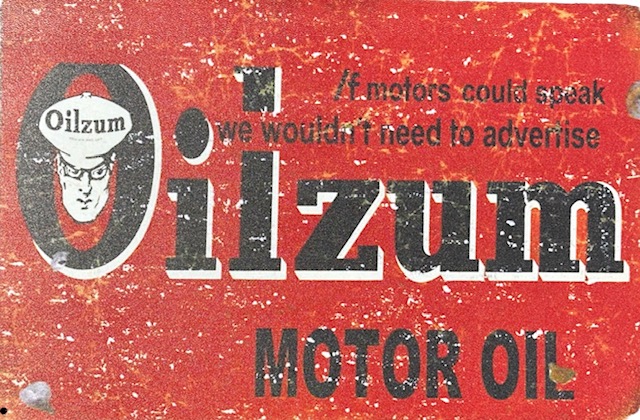 Oilzum
If motors could speak
we wouldn't need to advertise
Oilzum
MOTOR OIL